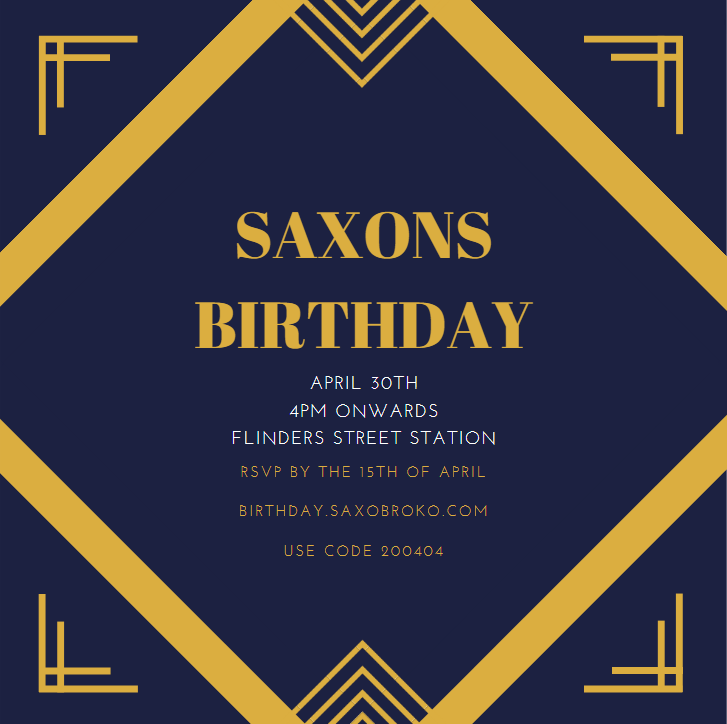 SAXONS
BIRTHDAY
APRIL 30TH
4PM ONWARDS
FLINDERS STREET STATION
RSVP BY THE 15TH OF APRIL
BIRTHDAY.SAXOBROKO.COM
USE CODE 200404